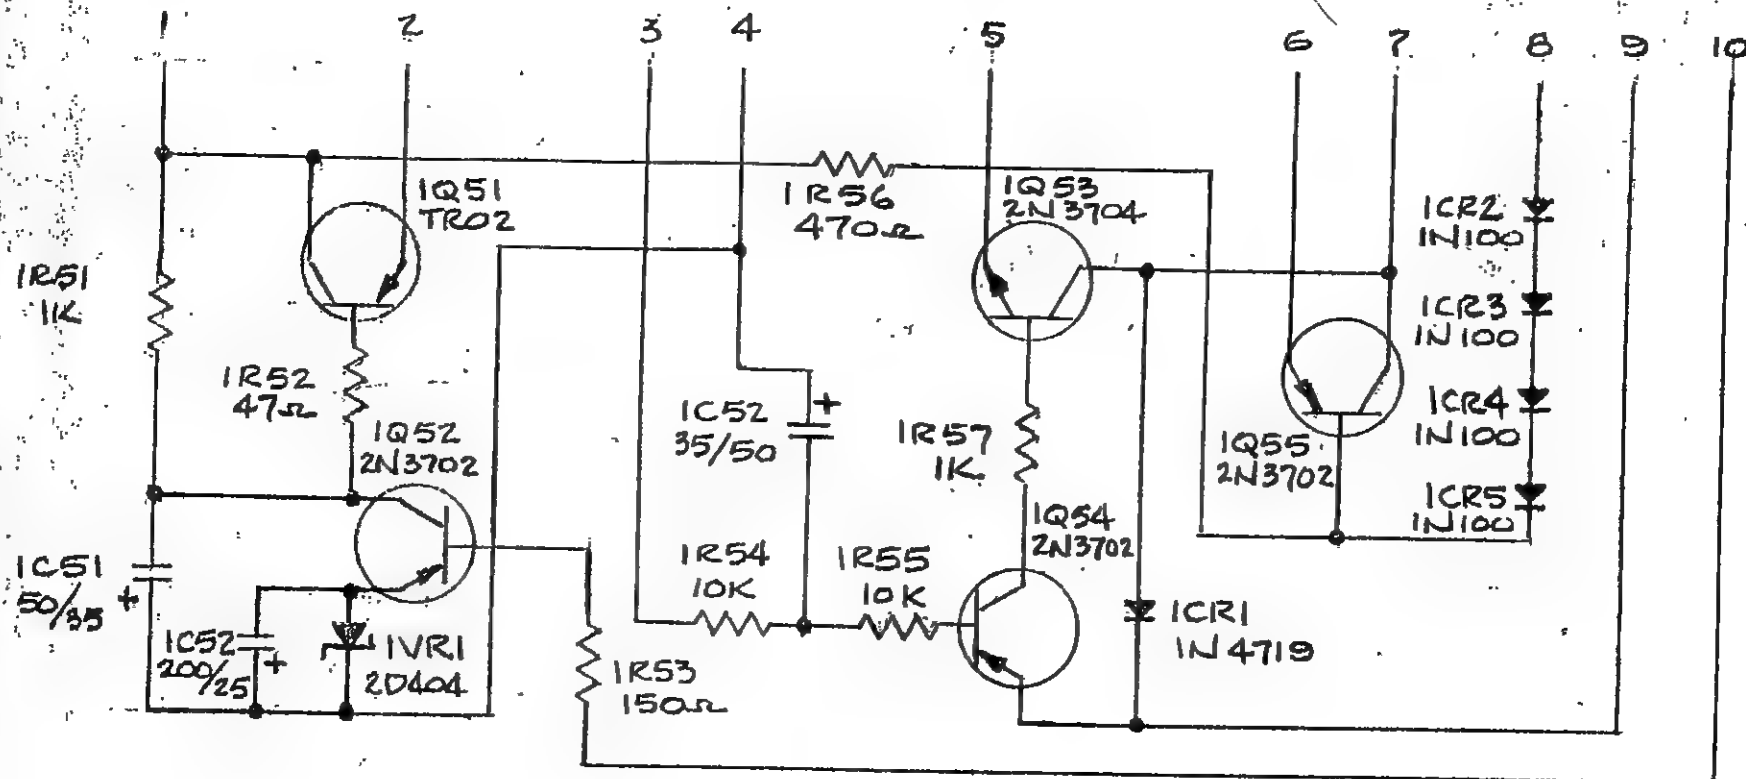 1 2 3 4 5 6 7 8 9 10
1Q51
TR02
1R56
470Ω
1Q53
2N3704
1CR2
1N100
1R51
1K
1CR3
1N100
1R52
47Ω
1C52
35/50
+
1Q52
2N3702
1R57
1K
1Q55
2N3702
1CR4
1N100
1CR5
1N100
1Q54
2N3702
1C51
50/35
+
1R54
10K
1R55
10K
1C52
200/25
+
1VR1
2D404
1R53
150Ω
1CR1
1N4719